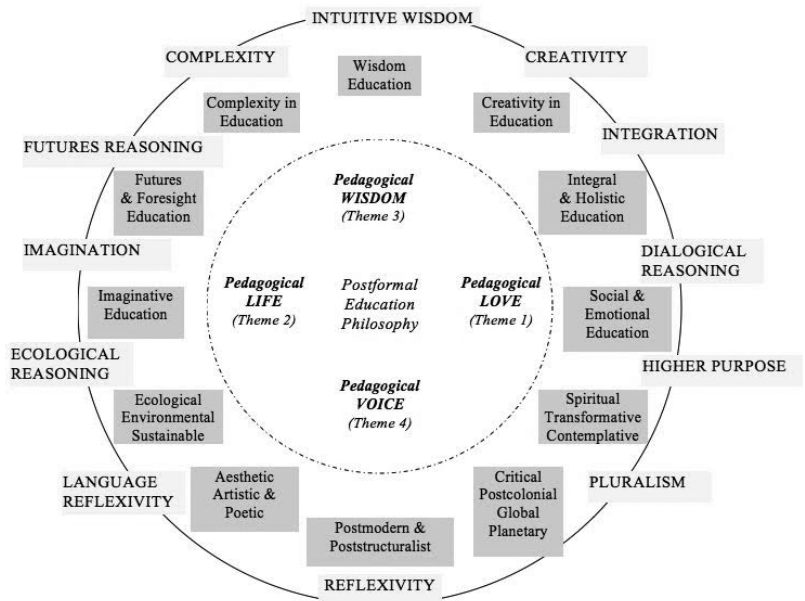 INTUITIVE WISDOM
COMPLEXITY
CREATIVITY
Wisdom
Education
Complexity in
Education
Creativity in
Education
FUTURES REASONING
INTEGRATION
Futures
& Foresight
Education
Pedagogical
WISDOM
(Theme 3)
Integral
& Holistic
Education
IMAGINATION
DIALOGICAL
REASONING
Imaginative
Education
Pedagogical
LIFE
(Theme 2)
Postformal
Education
Philosophy
Pedagogical
LOVE
(Theme 1)
Social &
Emotional
Education
ECOLOGICAL
REASONING
HIGHER PURPOSE
Ecological
Environmental
Sustainable
Pedagogical
VOICE
(Theme 4)
Spiritual
Transformative
Contemplative
LANGUAGE
REFLEXIVITY
Aesthetic
Artistic &
Poetic
Postmodern &
Poststructuralist
Critical
Postcolonial
Global
Planetary
PLURALISM
REFLEXIVITY